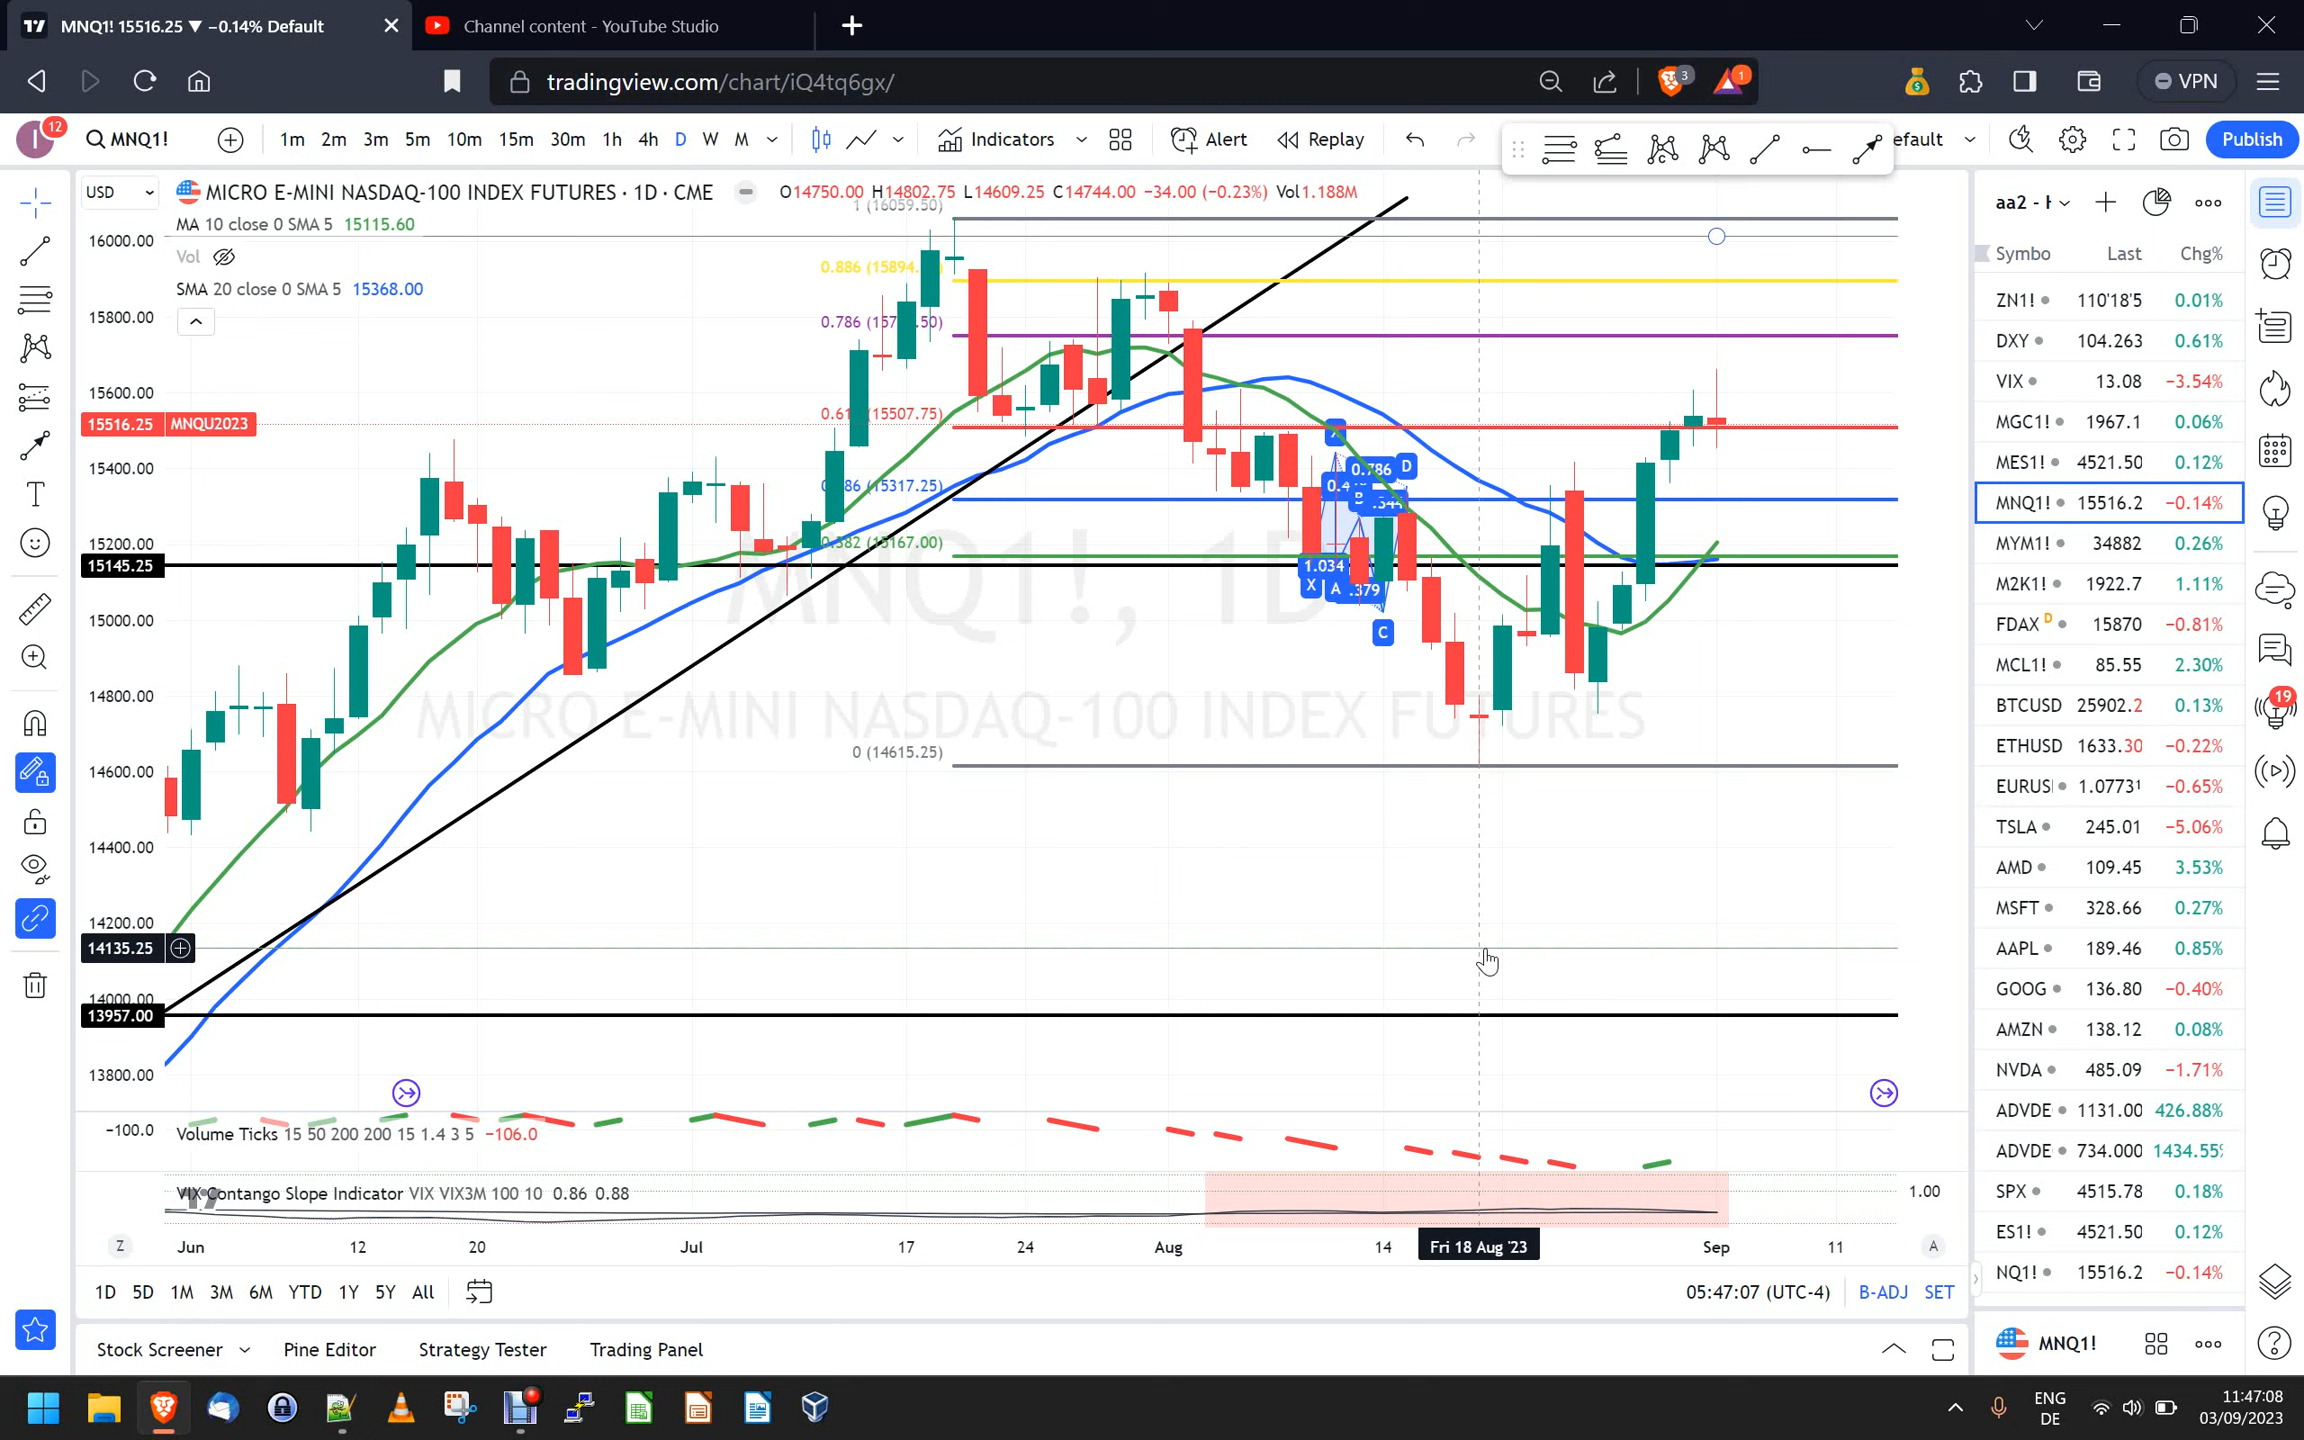 MNQ1! 15516.25 ▼ −0.14% Default
Channel content - YouTube Studio
tradingview.com/chart/iQ4tq6gx/
3
1
VPN
12
MNQ1!
1m 2m 3m 5m 10m 15m 30m 1h 4h D W M
Indicators
Alert
Replay
efault
Publish
USD
MICRO E-MINI NASDAQ-100 INDEX FUTURES · 1D · CME
O14750.00 H14802.75 L14609.25 C14744.00 −34.00 (−0.23%) Vol1.188M
MA 10 close 0 SMA 5 15115.60
Vol
SMA 20 close 0 SMA 5 15368.00
1 (16059.50)
0.886 (15894.
0.786 (157
.50)
0.61
(15507.75)
(15317.25)
(15167.00)
0 (14615.25)
16000.00
15800.00
15600.00
15516.25 MNQU2023
15400.00
15200.00
15145.25
15000.00
14800.00
14600.00
14400.00
14200.00
14135.25
14000.00
13957.00
13800.00
−100.0
0.786
D
B
1.034
X
A
.379
C
MNQ1!, 1D
MICRO E-MINI NASDAQ-100 INDEX FUTURES
Volume Ticks 15 50 200 200 15 1.4 3 5 −106.0
VIX Contango Slope Indicator VIX VIX3M 100 10 0.86 0.88
1.00
Z
Jun 12 20 Jul 17 24 Aug 14 Fri 18 Aug '23 Sep 11
A
1D 5D 1M 3M 6M YTD 1Y 5Y All
05:47:07 (UTC-4)
B-ADJ SET
Stock Screener
Pine Editor
Strategy Tester
Trading Panel
aa2 - H
Symbo Last Chg%
ZN1! 110'18'5 0.01%
DXY 104.263 0.61%
VIX 13.08 −3.54%
MGC1! 1967.1 0.06%
MES1! 4521.50 0.12%
MNQ1! 15516.2 −0.14%
MYM1! 34882 0.26%
M2K1! 1922.7 1.11%
FDAX D 15870 −0.81%
MCL1! 85.55 2.30%
BTCUSD 25902.2 0.13%
ETHUSD 1633.30 −0.22%
EURUS 1.07731 −0.65%
TSLA 245.01 −5.06%
AMD 109.45 3.53%
MSFT 328.66 0.27%
AAPL 189.46 0.85%
GOOG 136.80 −0.40%
AMZN 138.12 0.08%
NVDA 485.09 −1.71%
ADVDE 1131.00 426.88%
ADVDE 734.000 1434.55%
SPX 4515.78 0.18%
ES1! 4521.50 0.12%
NQ1! 15516.2 −0.14%
MNQ1!
19
ENG
DE
11:47:08
03/09/2023